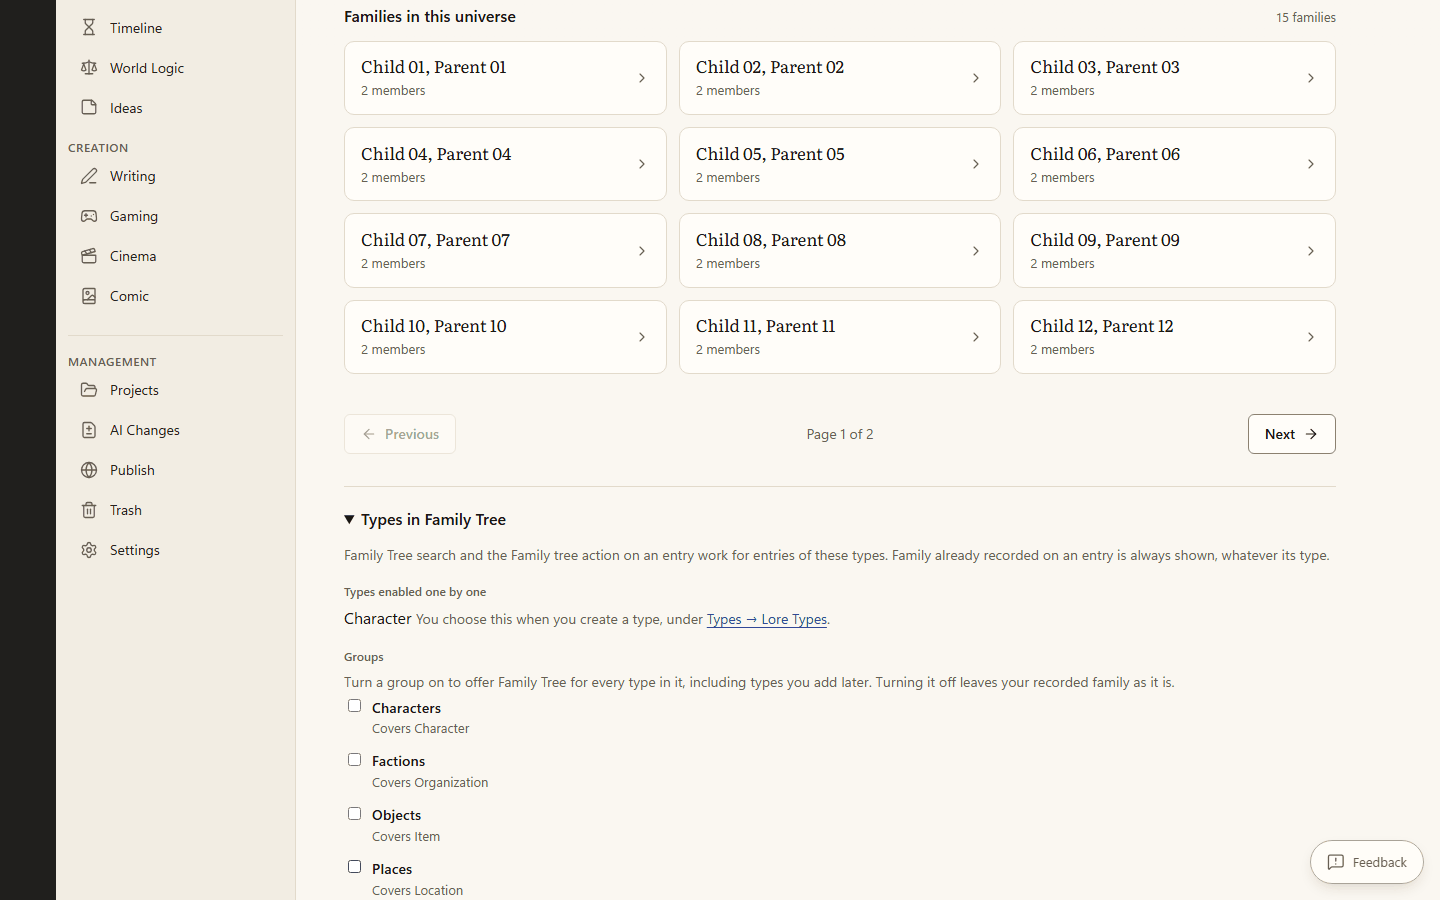 Timeline
World Logic
Ideas
CREATION
Writing
Gaming
Cinema
Comic
MANAGEMENT
Projects
AI Changes
Publish
Trash
Settings
Families in this universe
15 families
Child 01, Parent 01
2 members
Child 02, Parent 02
2 members
Child 03, Parent 03
2 members
Child 04, Parent 04
2 members
Child 05, Parent 05
2 members
Child 06, Parent 06
2 members
Child 07, Parent 07
2 members
Child 08, Parent 08
2 members
Child 09, Parent 09
2 members
Child 10, Parent 10
2 members
Child 11, Parent 11
2 members
Child 12, Parent 12
2 members
← Previous
Page 1 of 2
Next →
▼ Types in Family Tree
Family Tree search and the Family tree action on an entry work for entries of these types. Family already recorded on an entry is always shown, whatever its type.
Types enabled one by one
Character You choose this when you create a type, under Types → Lore Types.
Groups
Turn a group on to offer Family Tree for every type in it, including types you add later. Turning it off leaves your recorded family as it is.
Characters
Covers Character
Factions
Covers Organization
Objects
Covers Item
Places
Covers Location
Feedback